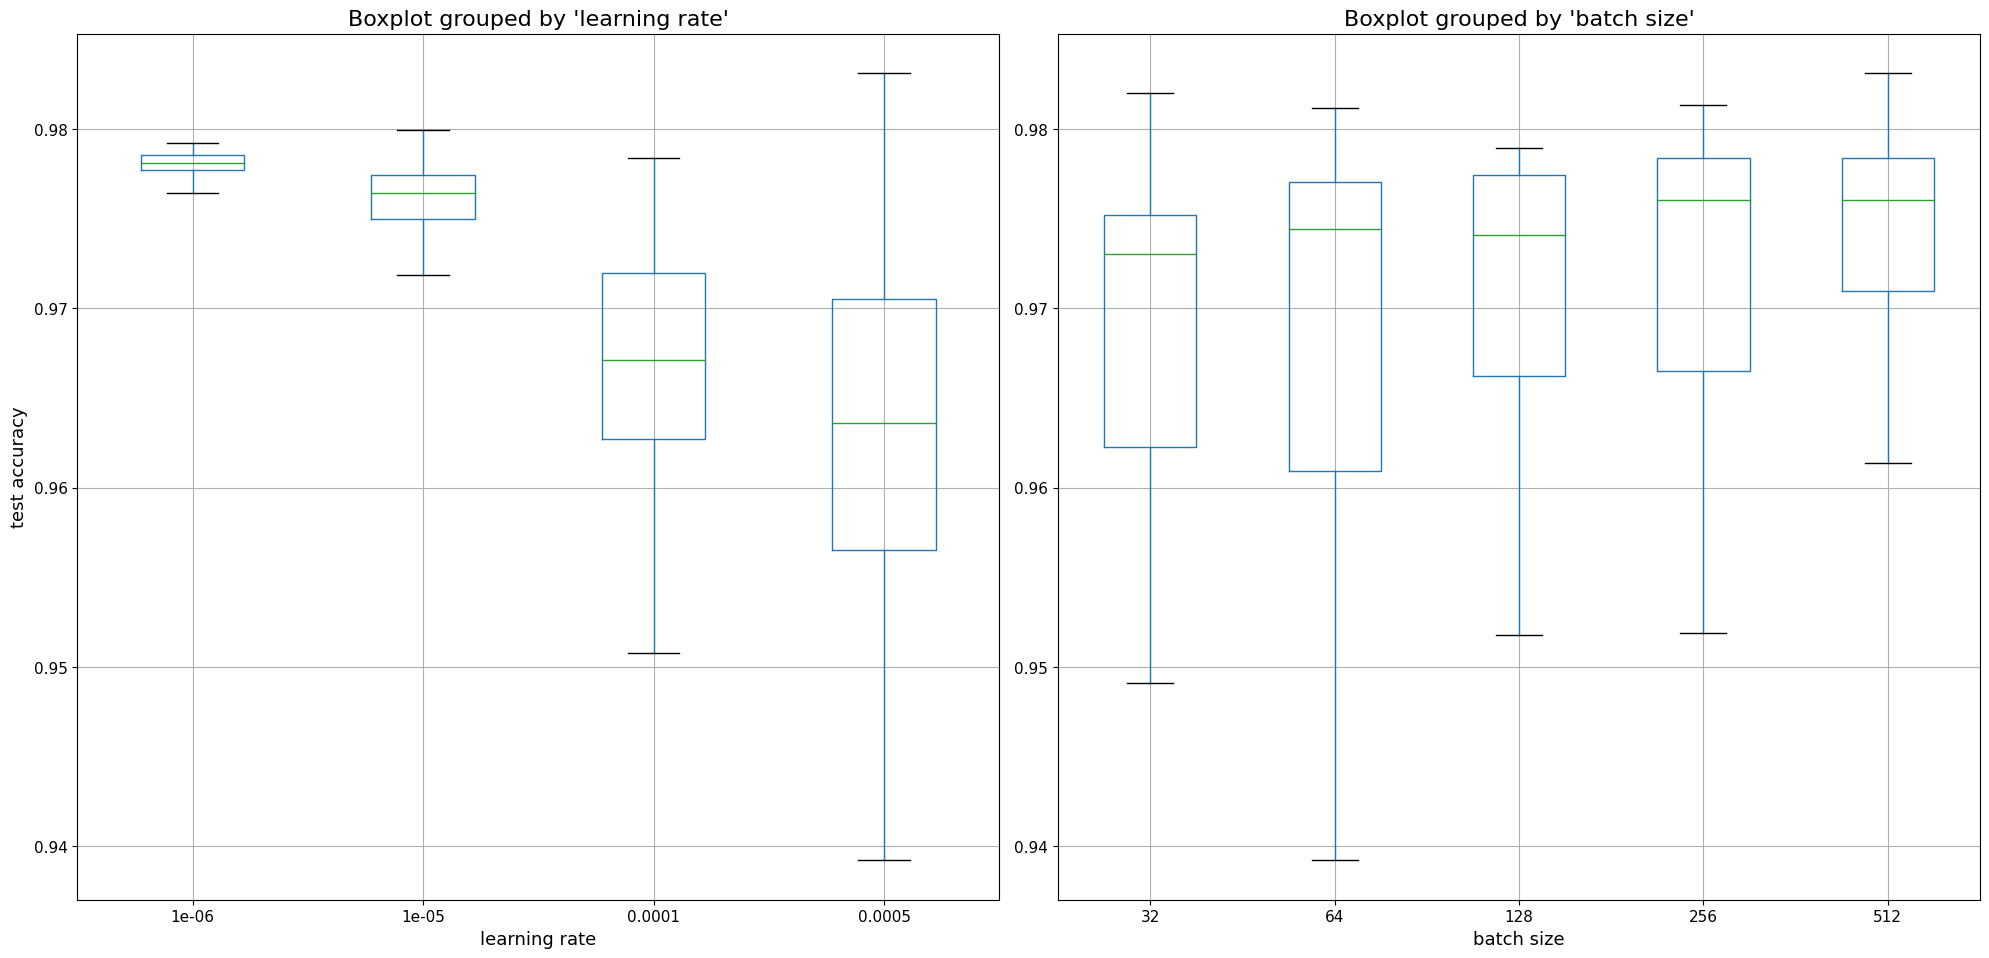 Boxplot grouped by 'learning rate'
test accuracy
0.98
0.97
0.96
0.95
0.94
1e-06 1e-05 0.0001 0.0005
learning rate
Boxplot grouped by 'batch size'
0.98
0.97
0.96
0.95
0.94
32 64 128 256 512
batch size